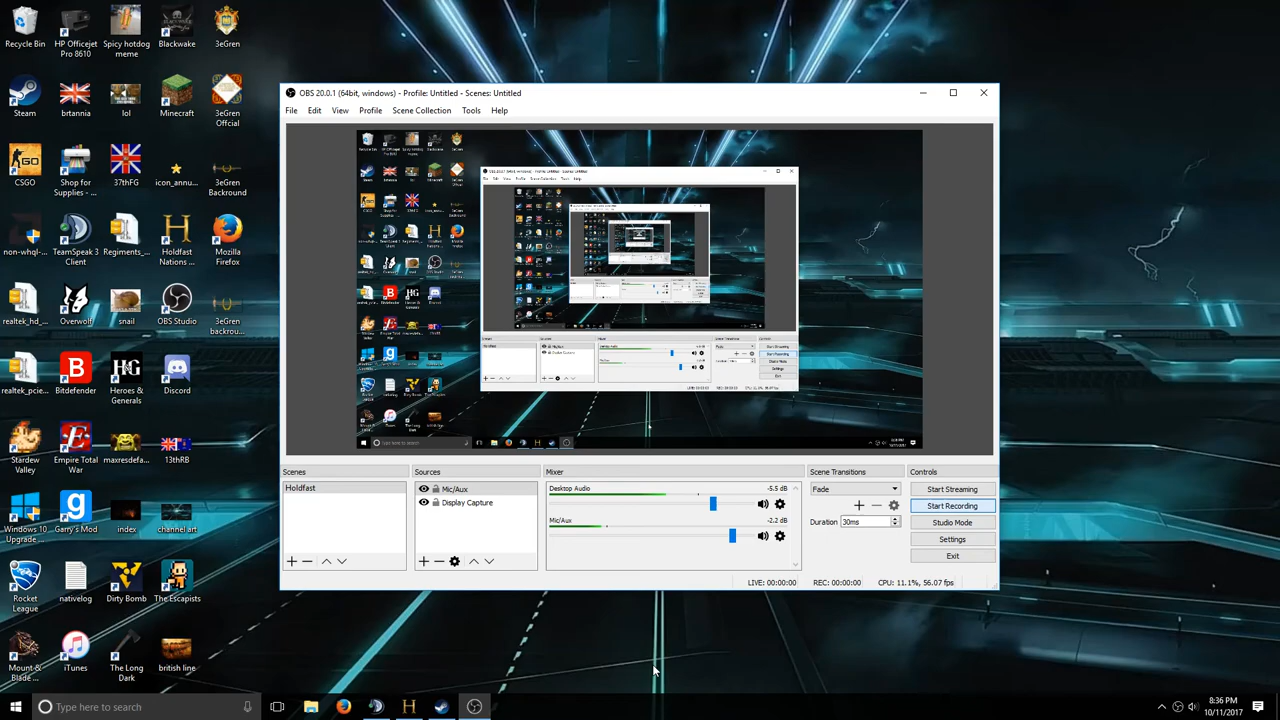 Recycle Bin
HP Officejet
Pro 8610
Spicy hotdog
meme
Blackwake
3eGren
Steam
brtannia
lol
Minecraft
3eGren
Offcial
CSGO
Shop for
Supplies -...
37thFG
icon_annu...
3eGren
Backround
non-whql-...
TeamSpeak 3
Client
Regiments_...
Holdfast
Nations ...
Mozilla
Firefox
realtek_hd_...
Overwolf
snail
OBS Studio
3eGren
backrou...
realtek_pcie...
Bitdefender
Heroes &
Generals
Discord
Stardew
Valley
Empire Total
War
maxresdefa...
13thRB
Windows 10
Upgrade ...
Garry's Mod
index
channel art
Rocket
League
nativelog
Dirty Bomb
The Escapists
Mount &
Blade ...
iTunes
The Long
Dark
british line
OBS 20.0.1 (64bit, windows) - Profile: Untitled - Scenes: Untitled
File Edit View Profile Scene Collection Tools Help
Scenes
Holdfast
Sources
Mic/Aux
Display Capture
Mixer
Desktop Audio -5.5 dB
Mic/Aux -2.2 dB
Scene Transitions
Fade
Duration 30ms
Controls
Start Streaming
Start Recording
Studio Mode
Settings
Exit
LIVE: 00:00:00 REC: 00:00:00 CPU: 11.1%, 56.07 fps
Type here to search
8:36 PM
10/11/2017